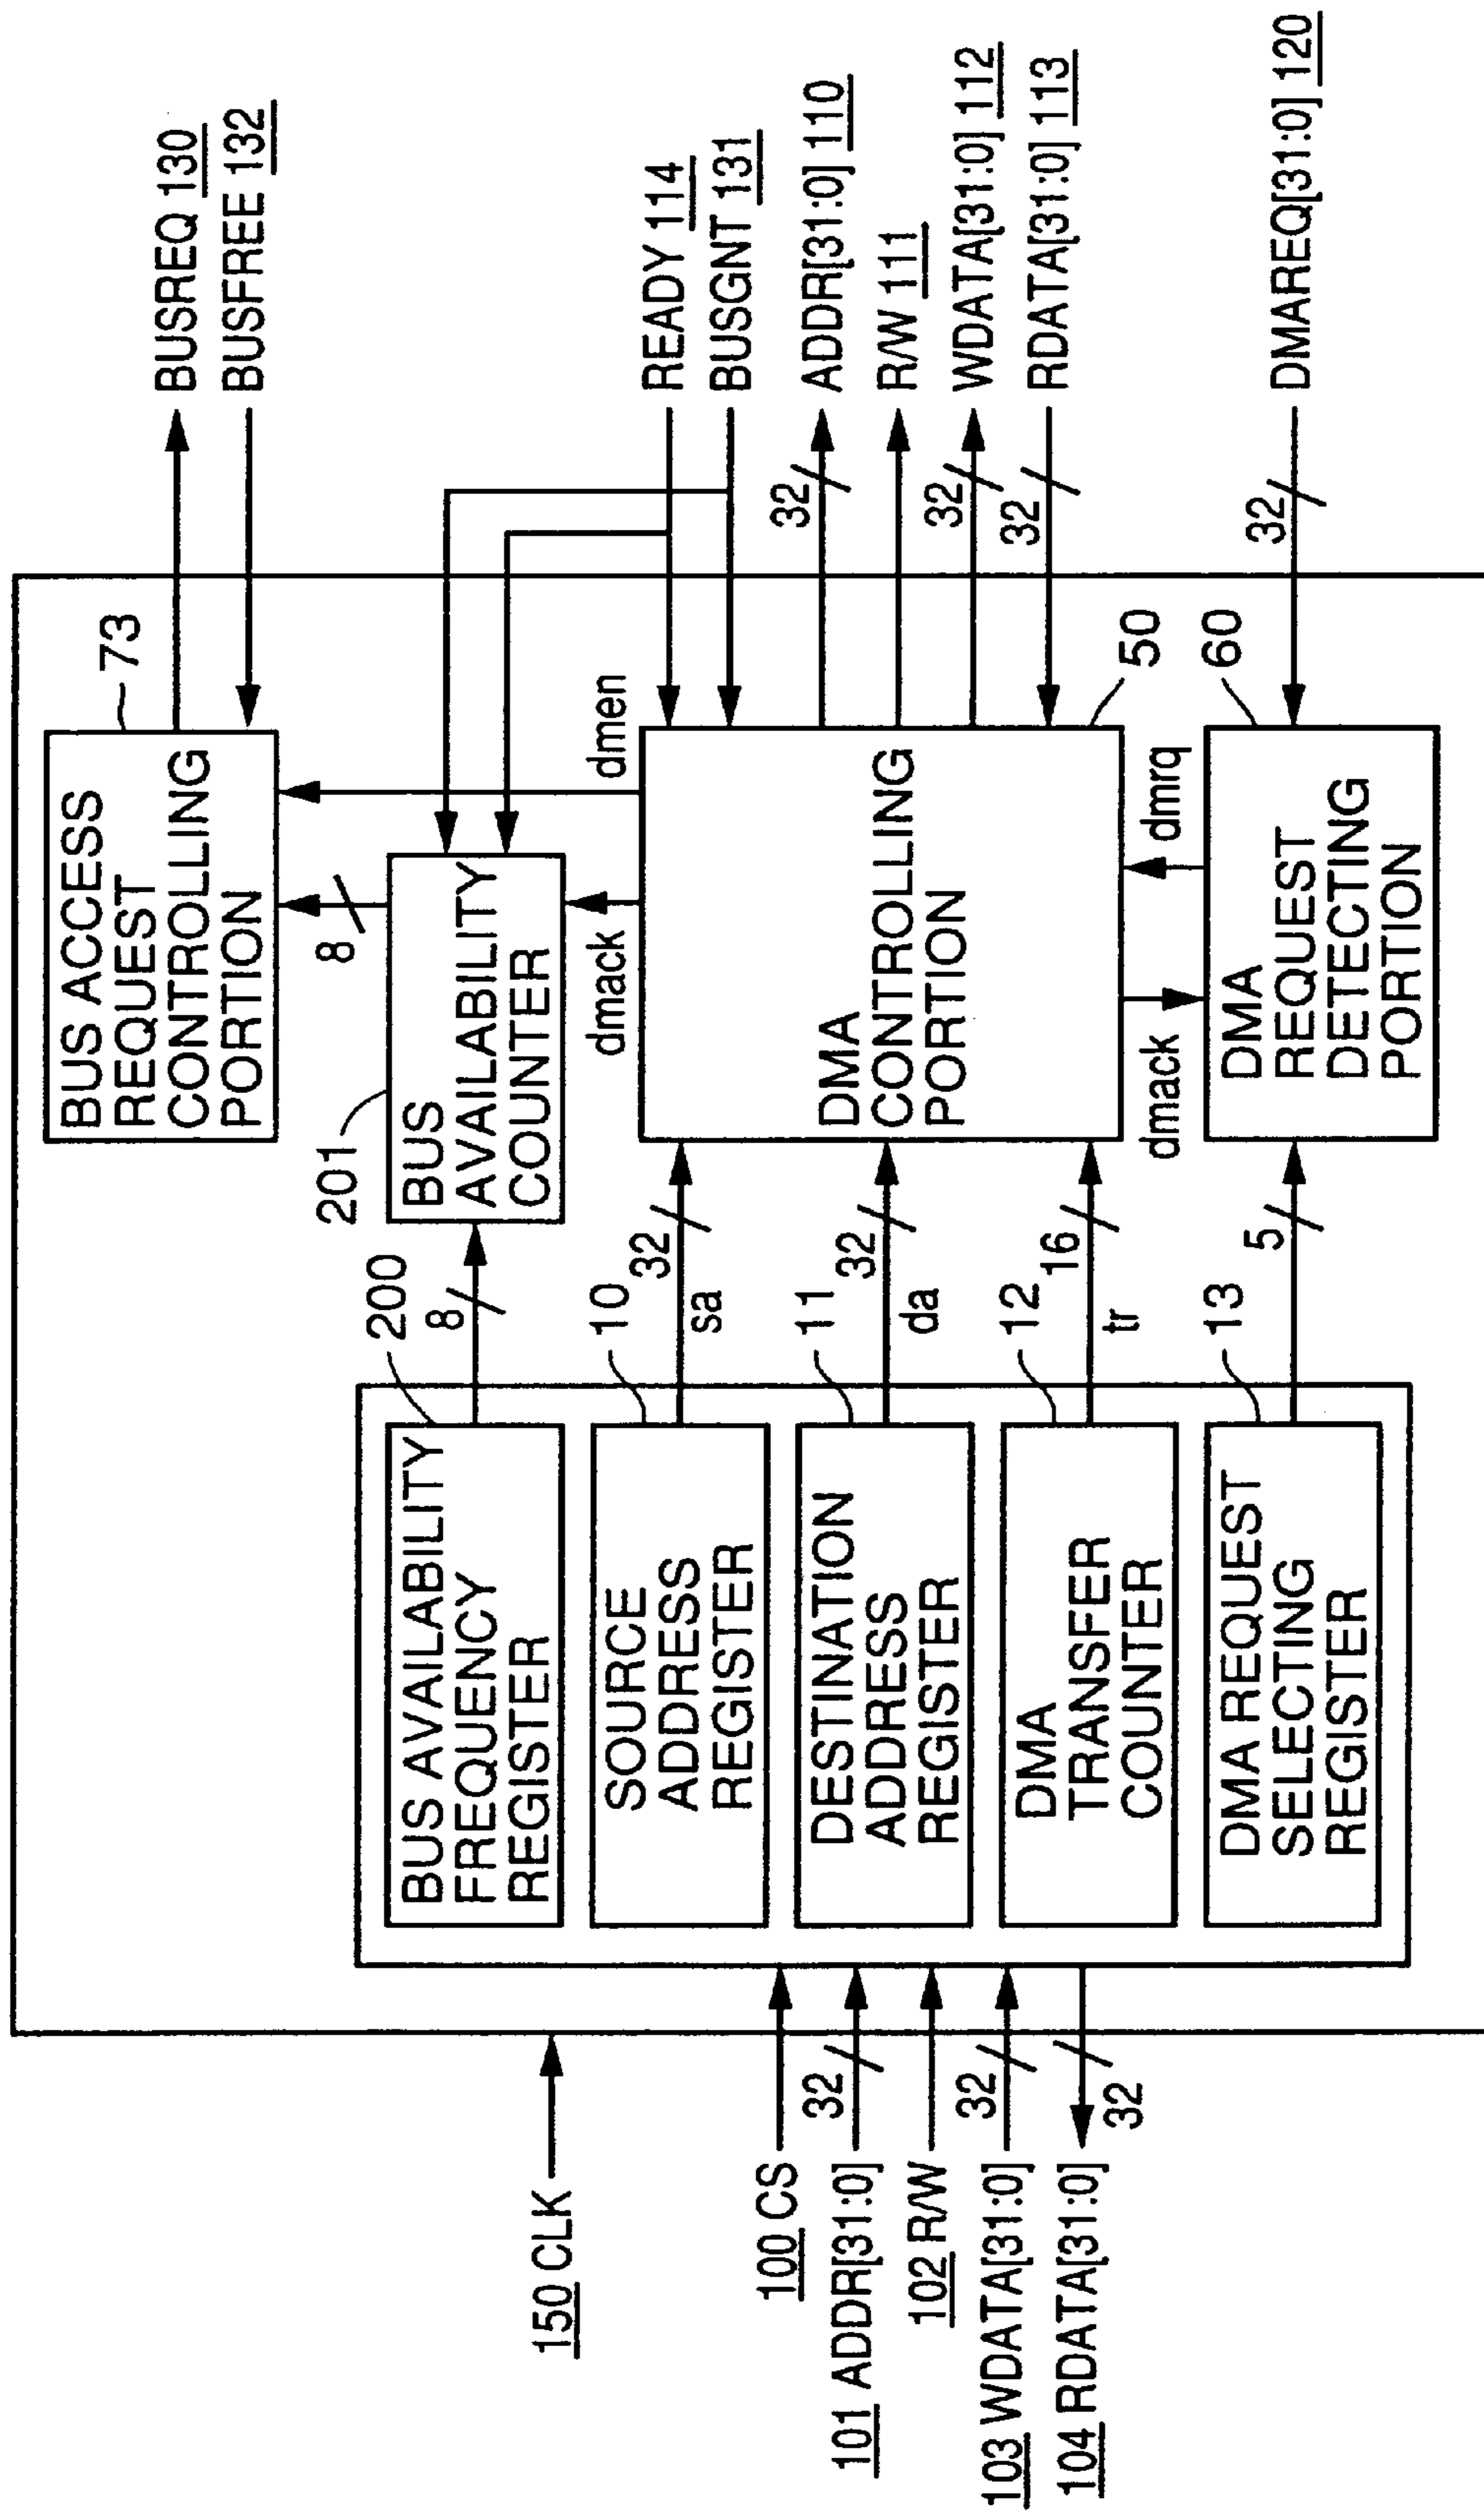 BUS ACCESS
REQUEST
CONTROLLING
PORTION
73
BUSREQ 130
BUSFREE 132
200
8
201
BUS
AVAILABILITY
COUNTER
8
dmen
dmack
READY 114
BUSGNT 131
150 CLK
BUS AVAILABILITY
FREQUENCY
REGISTER
SOURCE
ADDRESS
REGISTER
10
32
sa
DESTINATION
ADDRESS
REGISTER
11
32
da
DMA
TRANSFER
COUNTER
12
16
tr
DMA REQUEST
SELECTING
REGISTER
13
5
100 CS
101 ADDR[31:0]
32
102 R/W
103 WDATA[31:0]
32
104 RDATA[31:0]
32
DMA
CONTROLLING
PORTION
50
32
ADDR[31:0] 110
R/W 111
32
WDATA[31:0] 112
32
RDATA[31:0] 113
dmack
dmrq
DMA
REQUEST
DETECTING
PORTION
60
32
DMAREQ[31:0] 120